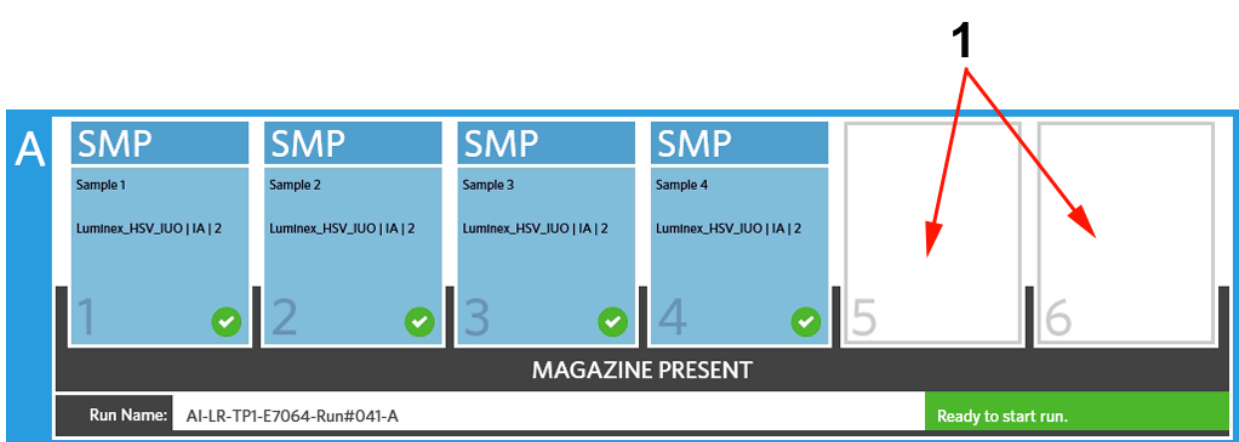 1
A
SMP SMP SMP SMP
Sample 1 Sample 2 Sample 3 Sample 4
Luminex_HSV_IUO | IA | 2 Luminex_HSV_IUO | IA | 2 Luminex_HSV_IUO | IA | 2 Luminex_HSV_IUO | IA | 2
1 2 3 4 5 6
MAGAZINE PRESENT
Run Name: AI-LR-TP1-E7064-Run#041-A Ready to start run.